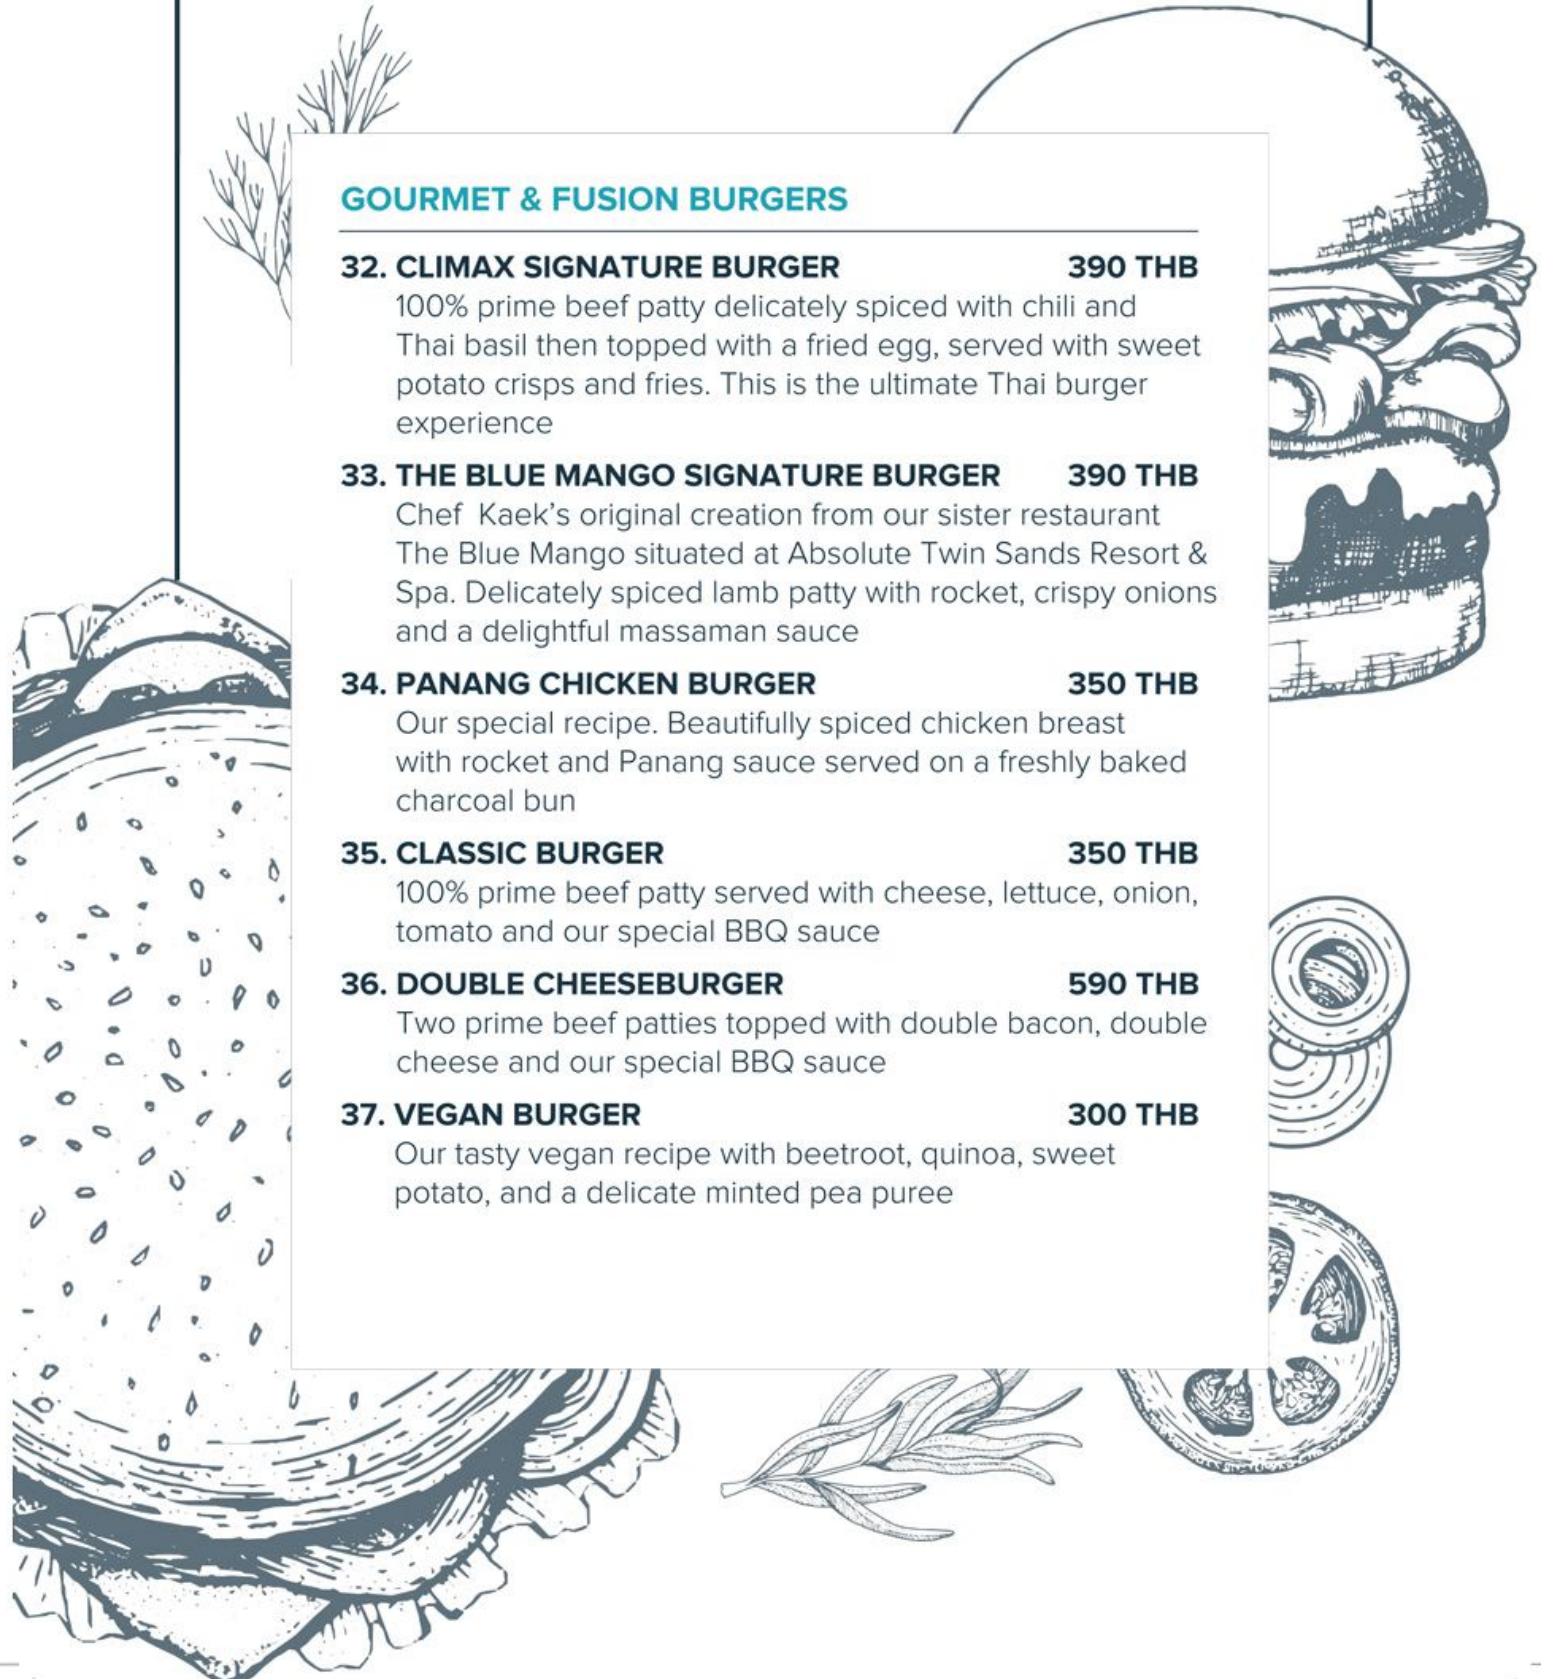 GOURMET & FUSION BURGERS
32. CLIMAX SIGNATURE BURGER 390 THB
100% prime beef patty delicately spiced with chili and
Thai basil then topped with a fried egg, served with sweet
potato crisps and fries. This is the ultimate Thai burger
experience
33. THE BLUE MANGO SIGNATURE BURGER 390 THB
Chef Kaek's original creation from our sister restaurant
The Blue Mango situated at Absolute Twin Sands Resort &
Spa. Delicately spiced lamb patty with rocket, crispy onions
and a delightful massaman sauce
34. PANANG CHICKEN BURGER 350 THB
Our special recipe. Beautifully spiced chicken breast
with rocket and Panang sauce served on a freshly baked
charcoal bun
35. CLASSIC BURGER 350 THB
100% prime beef patty served with cheese, lettuce, onion,
tomato and our special BBQ sauce
36. DOUBLE CHEESEBURGER 590 THB
Two prime beef patties topped with double bacon, double
cheese and our special BBQ sauce
37. VEGAN BURGER 300 THB
Our tasty vegan recipe with beetroot, quinoa, sweet
potato, and a delicate minted pea puree